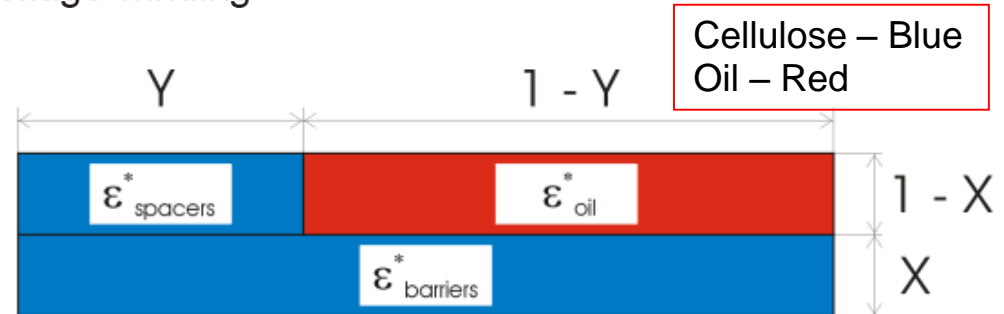 Cellulose – Blue
Oil – Red
Y
1 - Y
ε* spacers
ε* oil
1 - X
ε* barriers
X